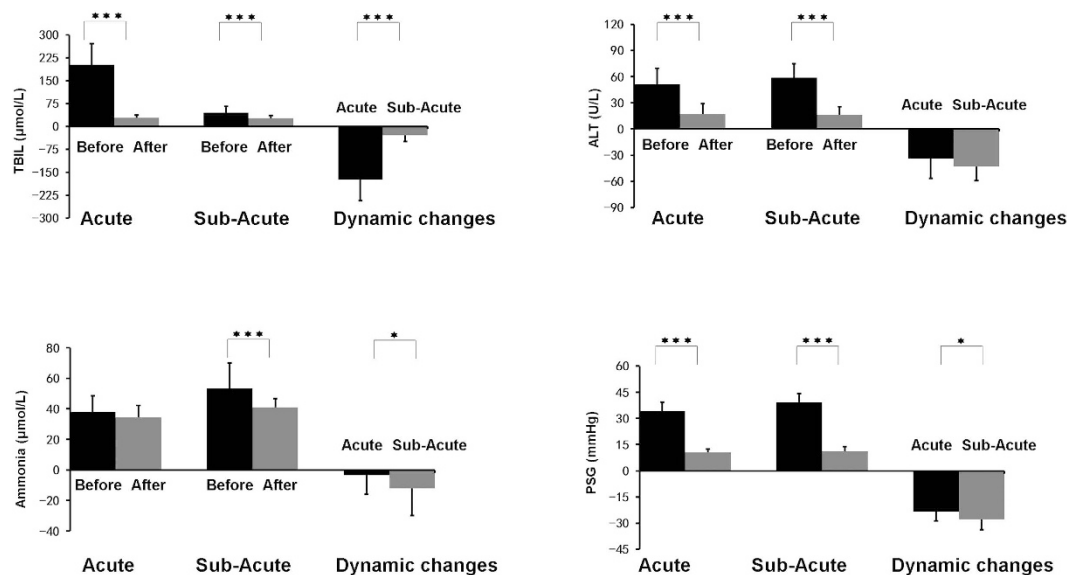 *** *** ***
300
225
150
75
0
−75
−150
−225
−300
TBIL (μmol/L)
Before After
Before After
Acute Sub-Acute
Acute Sub-Acute Dynamic changes
*** ***
120
90
60
30
0
−30
−60
−90
ALT (U/L)
Before After
Before After
Acute Sub-Acute
Acute Sub-Acute Dynamic changes
*** *
80
60
40
20
0
−20
−40
Ammonia (μmol/L)
Before After
Before After
Acute Sub-Acute
Acute Sub-Acute Dynamic changes
*** *** *
60
45
30
15
0
−15
−30
−45
PSG (mmHg)
Acute Sub-Acute
Acute Sub-Acute Dynamic changes